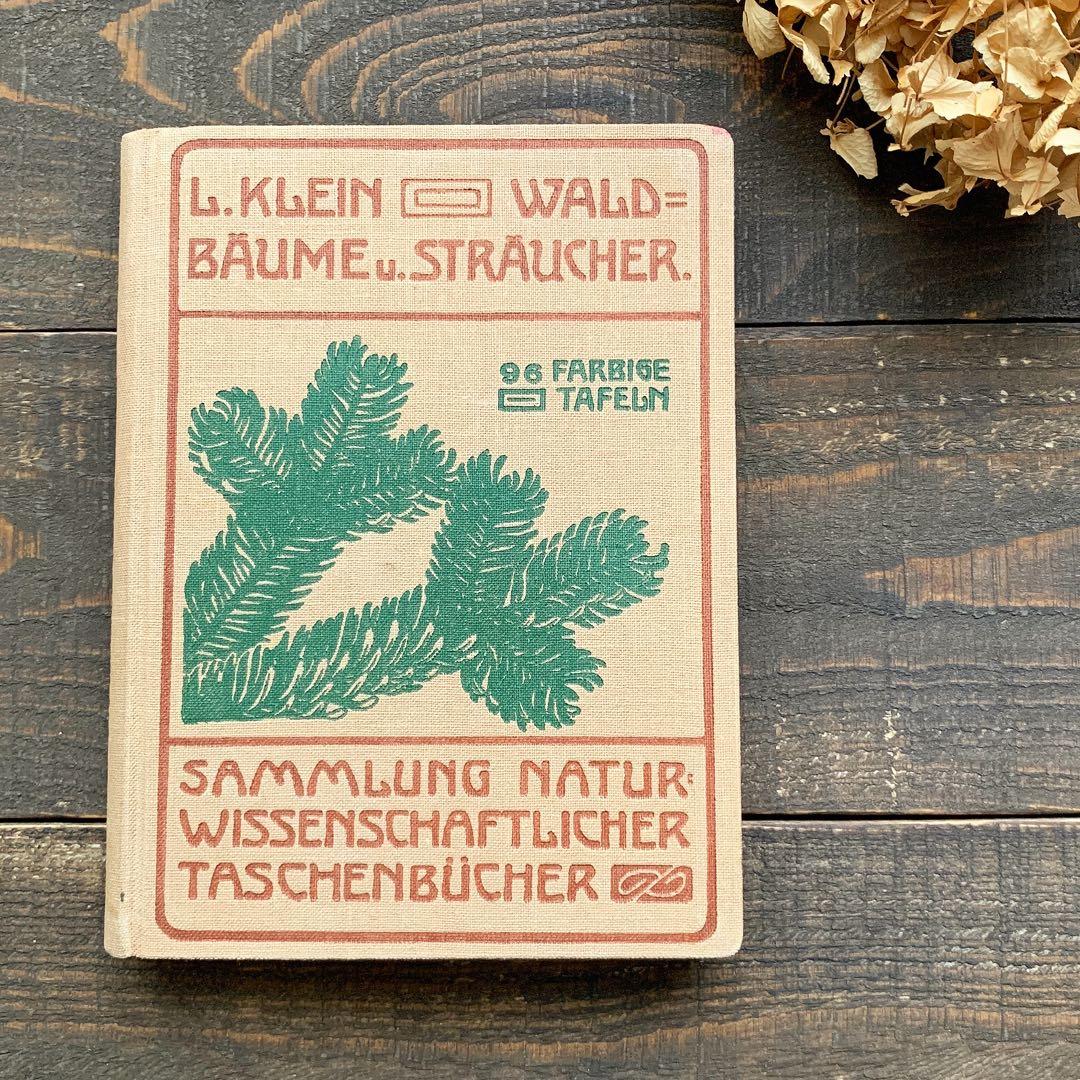 L. KLEIN WALD=
BÄUME u. STRÄUCHER.
96 FARBIGE
TAFELN
SAMMLUNG NATUR=
WISSENSCHAFTLICHER
TASCHENBÜCHER